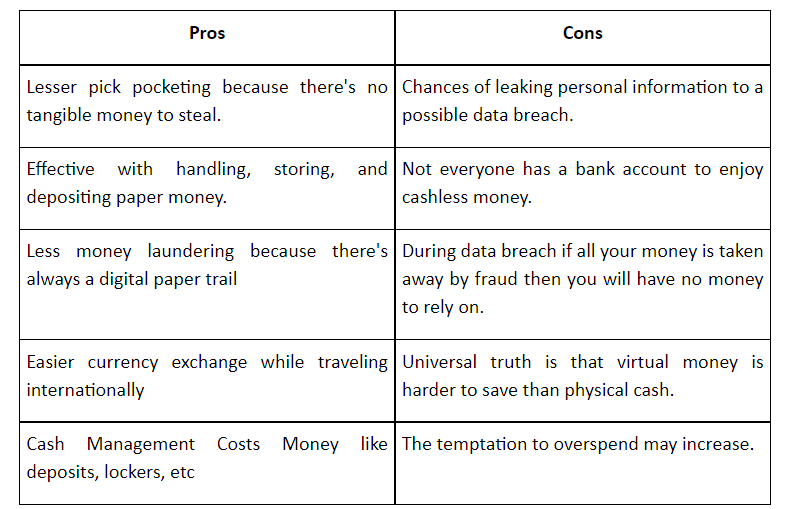 Pros
Cons
Lesser pick pocketing because there's no
tangible money to steal.
Chances of leaking personal information to a
possible data breach.
Effective with handling, storing, and
depositing paper money.
Not everyone has a bank account to enjoy
cashless money.
Less money laundering because there's
always a digital paper trail
During data breach if all your money is taken
away by fraud then you will have no money
to rely on.
Easier currency exchange while traveling
internationally
Universal truth is that virtual money is
harder to save than physical cash.
Cash Management Costs Money like
deposits, lockers, etc
The temptation to overspend may increase.